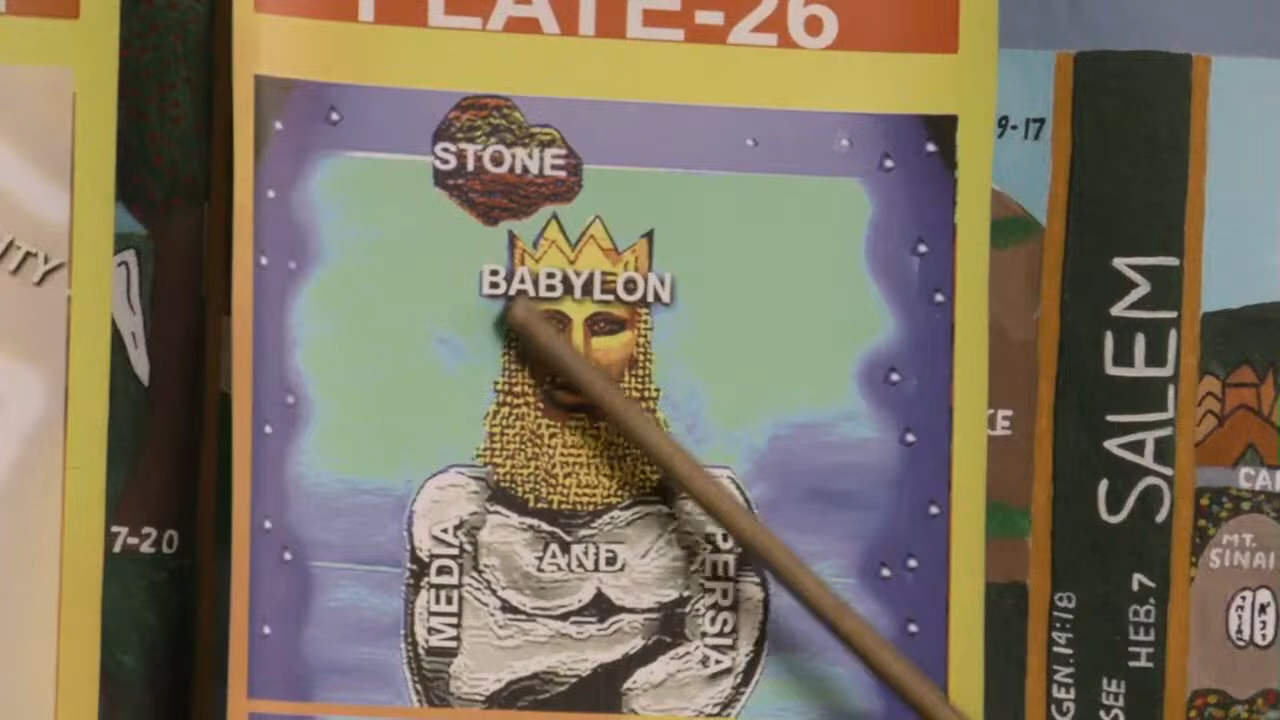 PLATE-26
STONE
BABYLON
MEDIA
AND
PERSIA
7-20
9-17
SALEM
GEN.14:18
SEE HEB.7
MT.
SINAI